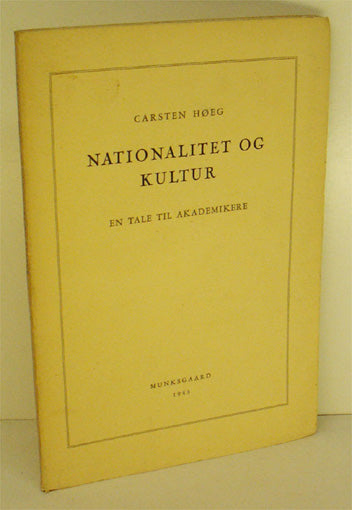 CARSTEN HØEG
NATIONALITET OG
KULTUR
EN TALE TIL AKADEMIKERE
MUNKSGAARD